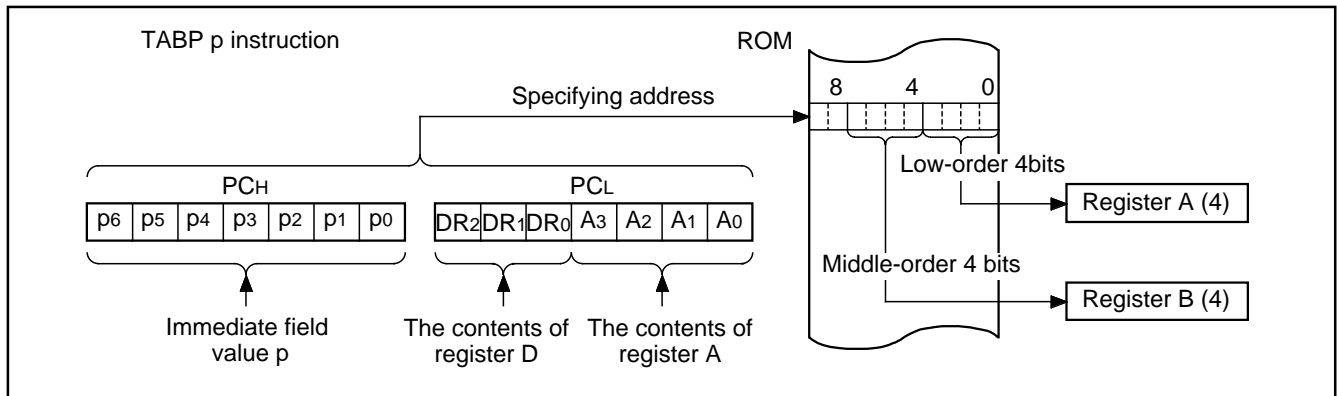 TABP p instruction
ROM
8 4 0
Specifying address
Low-order 4bits
PCH PCL
p6 p5 p4 p3 p2 p1 p0 DR2 DR1 DR0 A3 A2 A1 A0
Register A (4)
Middle-order 4 bits
Register B (4)
Immediate field
value p
The contents of
register D
The contents of
register A